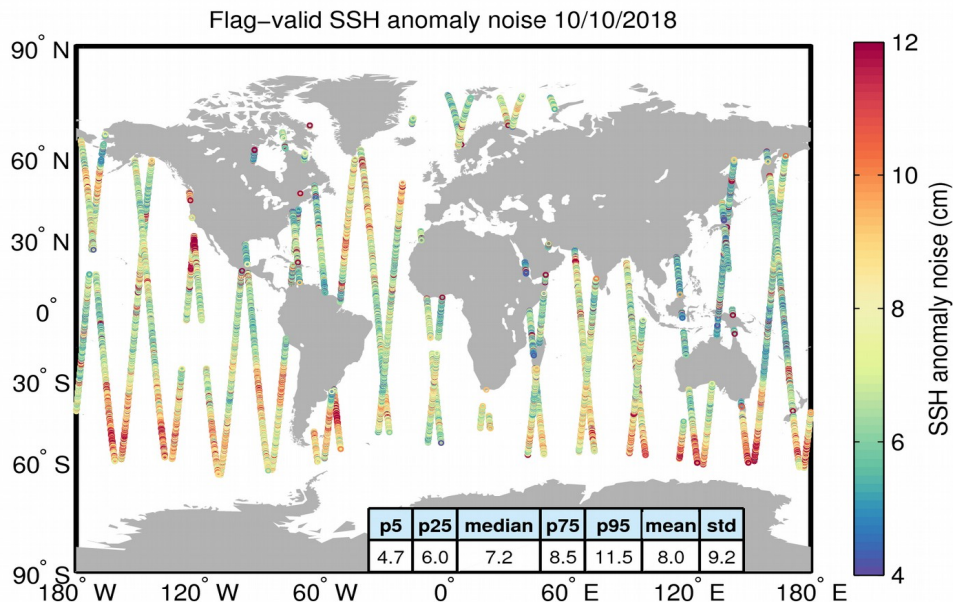 Flag−valid SSH anomaly noise 10/10/2018
90° N
60° N
30° N
0°
30° S
60° S
90° S
180° W
120° W
60° W
0°
60° E
120° E
180° E
p5 p25 median p75 p95 mean std
4.7 6.0 7.2 8.5 11.5 8.0 9.2
12
10
8
6
4
SSH anomaly noise (cm)